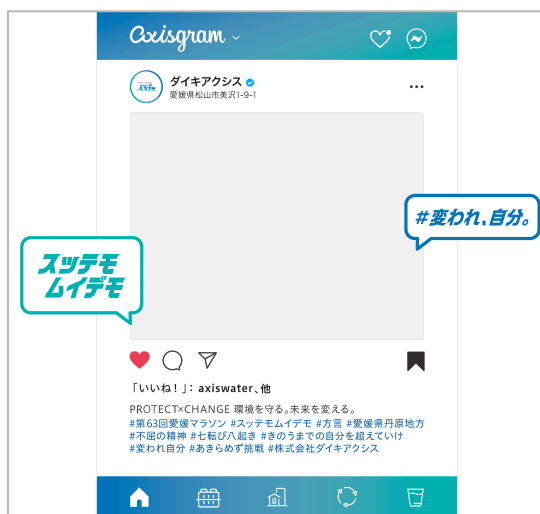 axisgram
ダイキアクシス
愛媛県松山市美沢1-9-1
AXIS
#変われ、自分。
スッテモ
ムイデモ
「いいね！」：axiswater、他
PROTECT×CHANGE 環境を守る。未来を変える。
#第63回愛媛マラソン #スッテモムイデモ #方言 #愛媛県丹原地方
#不屈の精神 #七転び八起き #きのうまでの自分を超えていけ
#変われ自分 #あきらめず挑戦 #株式会社ダイキアクシス